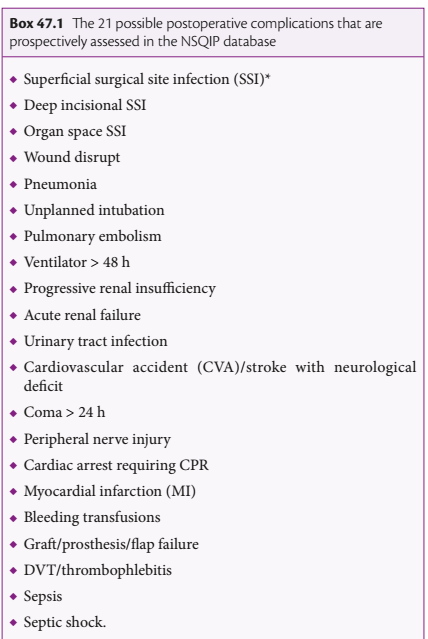 Box 47.1 The 21 possible postoperative complications that are
prospectively assessed in the NSQIP database
◆ Superficial surgical site infection (SSI)*
◆ Deep incisional SSI
◆ Organ space SSI
◆ Wound disrupt
◆ Pneumonia
◆ Unplanned intubation
◆ Pulmonary embolism
◆ Ventilator > 48 h
◆ Progressive renal insufficiency
◆ Acute renal failure
◆ Urinary tract infection
◆ Cardiovascular accident (CVA)/stroke with neurological
deficit
◆ Coma > 24 h
◆ Peripheral nerve injury
◆ Cardiac arrest requiring CPR
◆ Myocardial infarction (MI)
◆ Bleeding transfusions
◆ Graft/prosthesis/flap failure
◆ DVT/thrombophlebitis
◆ Sepsis
◆ Septic shock.